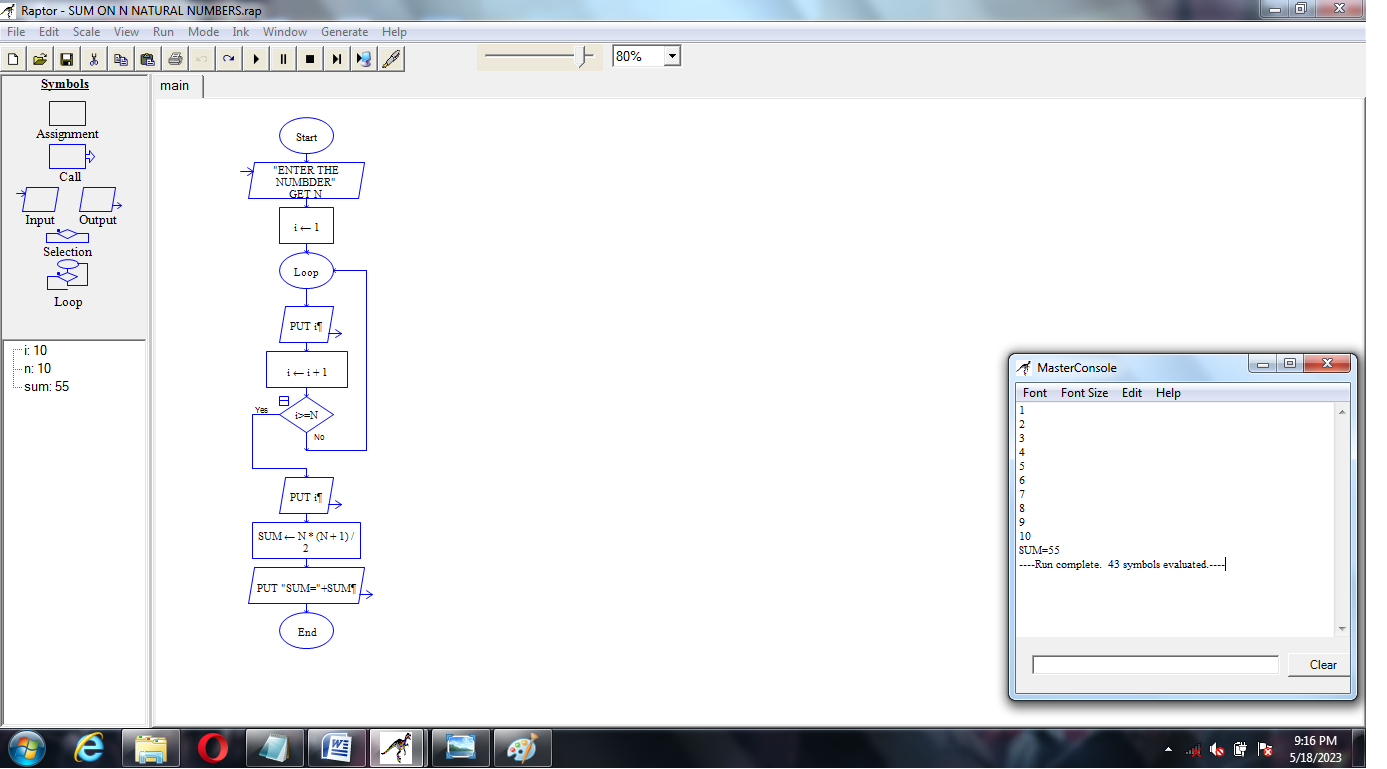 Raptor - SUM ON N NATURAL NUMBERS.rap
File Edit Scale View Run Mode Ink Window Generate Help
80%
Symbols
Assignment
Call
Input Output
Selection
Loop
i: 10
n: 10
sum: 55
main
Start
"ENTER THE
NUMBDER"
GET N
i ← 1
Loop
PUT i¶
i ← i + 1
Yes
i>=N
No
PUT i¶
SUM ← N * (N + 1) /
2
PUT "SUM="+SUM¶
End
MasterConsole
Font Font Size Edit Help
1
2
3
4
5
6
7
8
9
10
SUM=55
----Run complete.  43 symbols evaluated.----
Clear
9:16 PM
5/18/2023